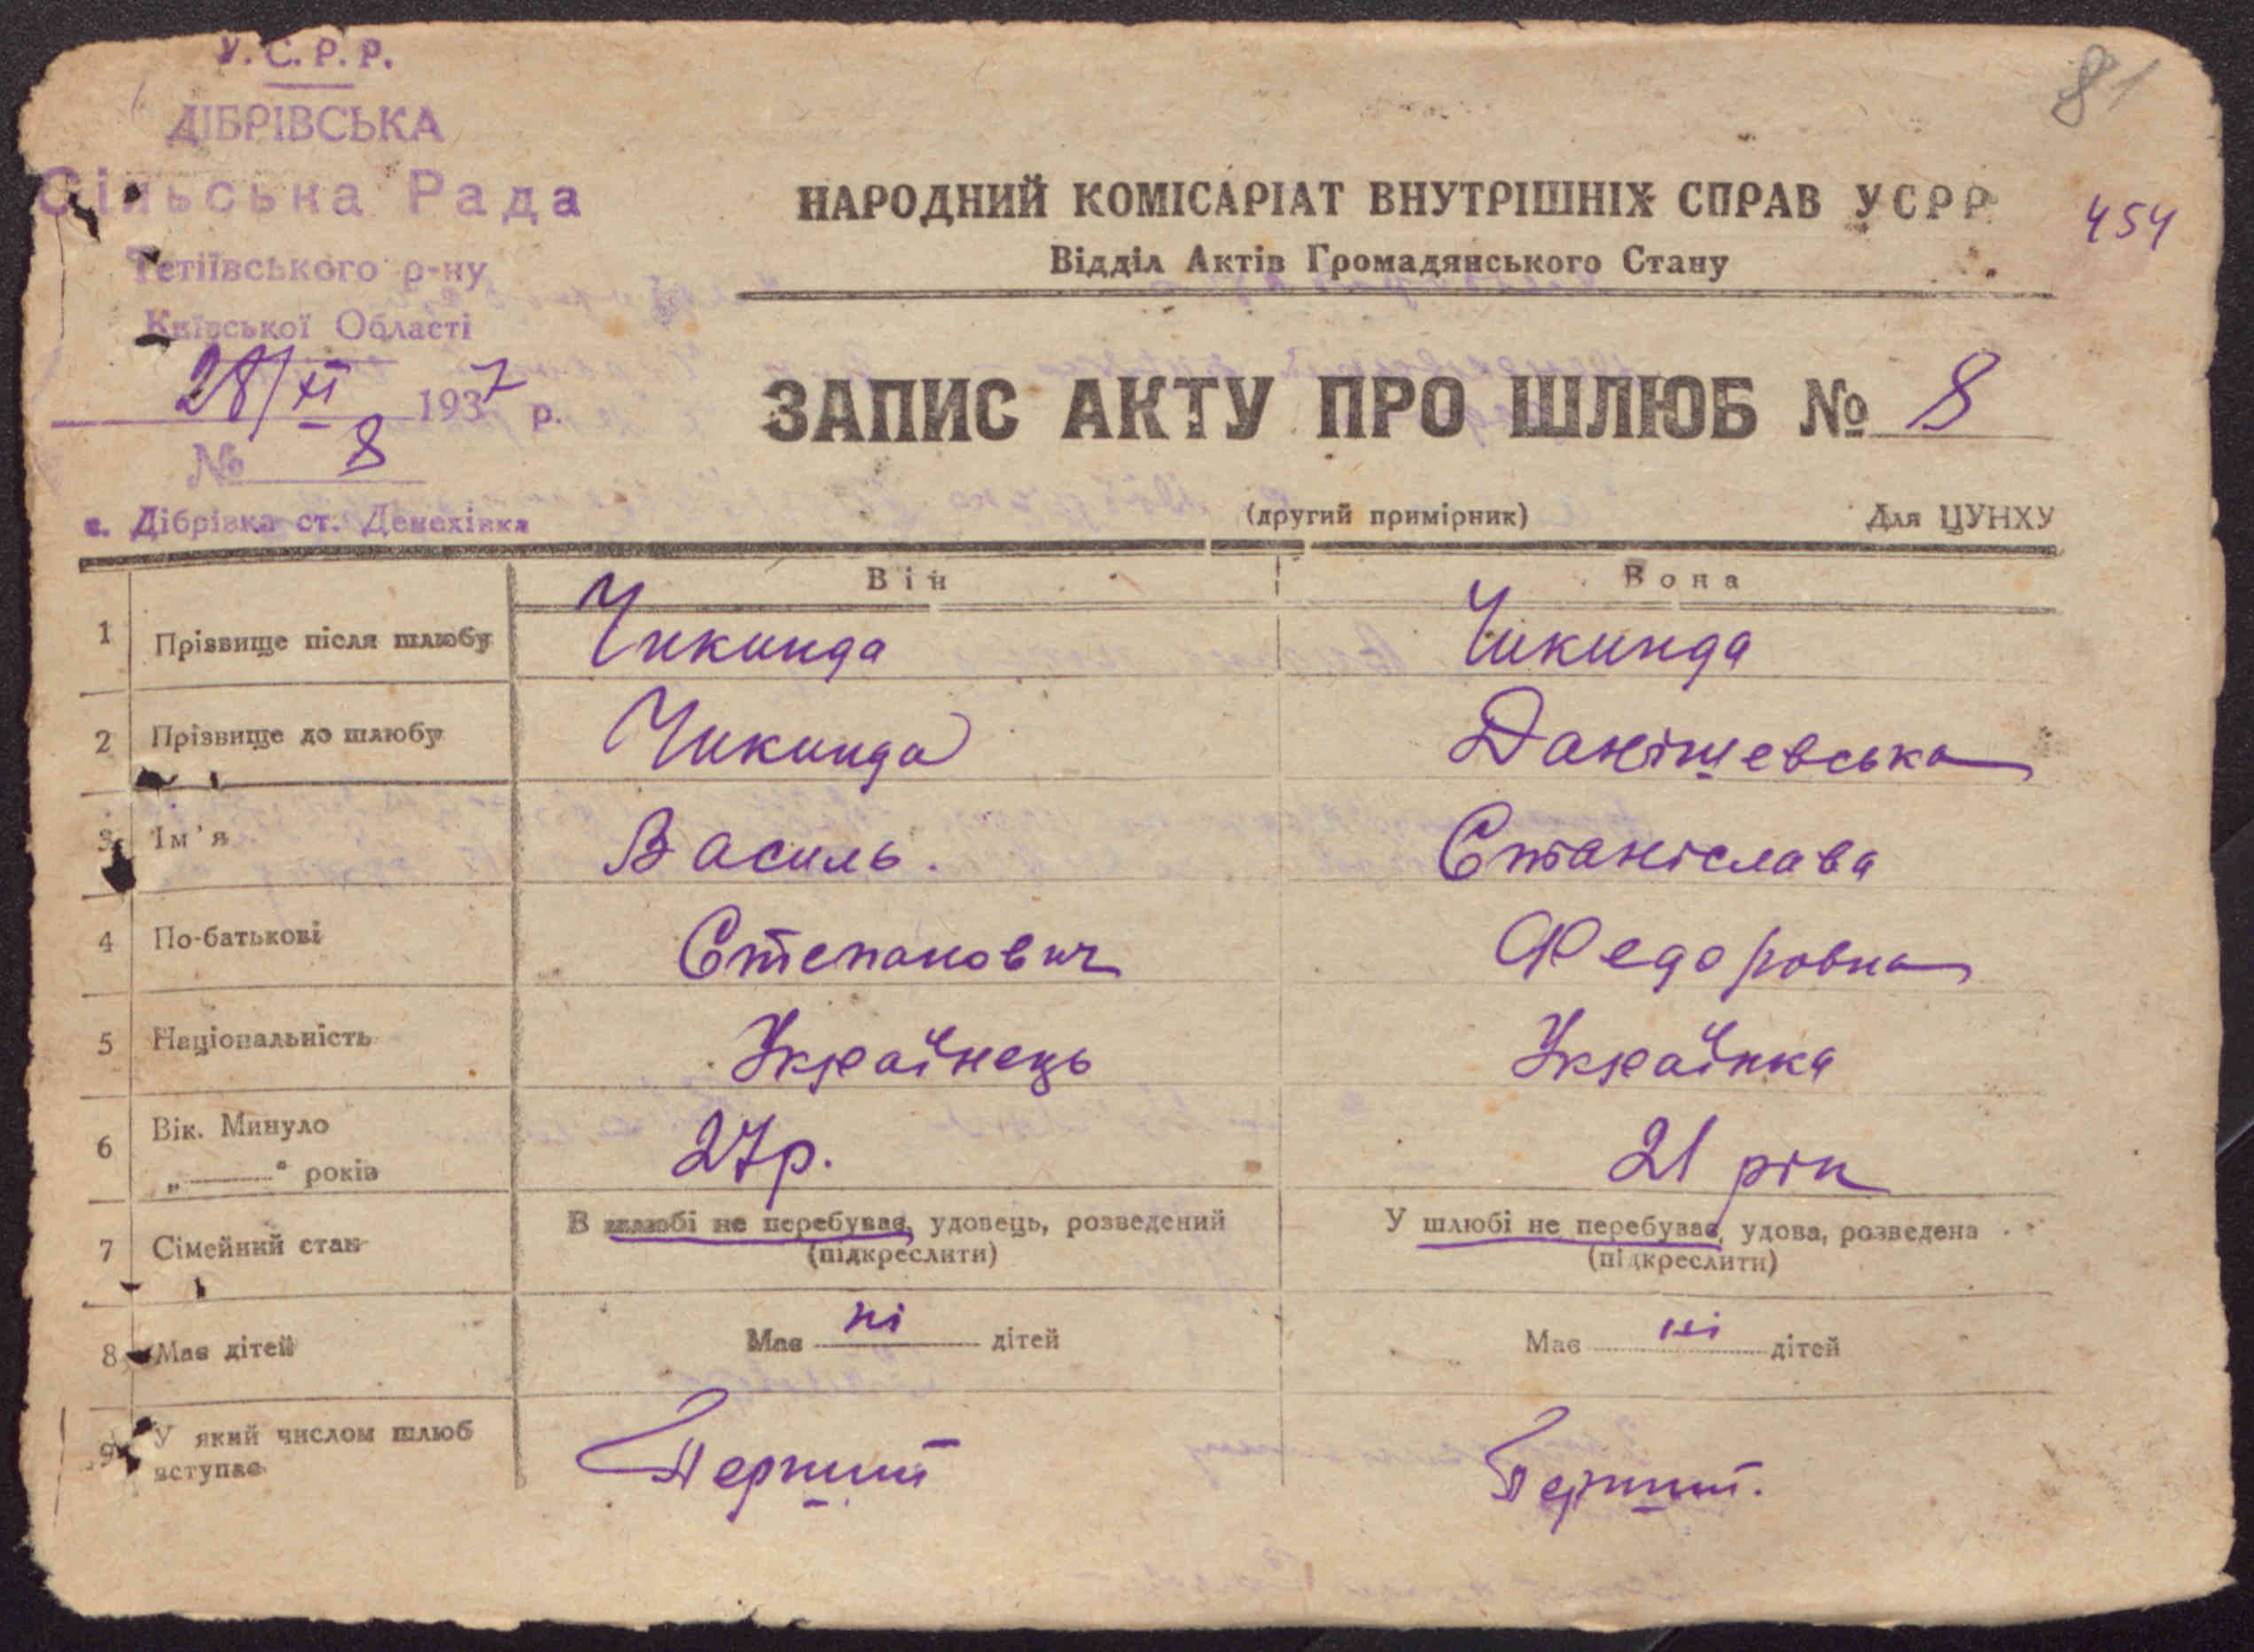 У.С.Р.Р.
ДІБРІВСЬКА
Сільська Рада
Тетіївського р-ну
Київської Області
28/XI 1937 р.
№ 8
с. Дібрівка ст. Денехівка
81
454
НАРОДНИЙ КОМІСАРІАТ ВНУТРІШНІХ СПРАВ УСРР
Відділ Актів Громадянського Стану
ЗАПИС АКТУ ПРО ШЛЮБ № 8
(другий примірник) Для ЦУНХУ
Він Вона
1 Прізвище після шлюбу Чикинда Чикинда
2 Прізвище до шлюбу Чикинда Данішевська
3 Ім'я Василь. Станіслава
4 По-батькові Степанович Федоровна
5 Національність Українець Українка
6 Вік. Минуло 27р. 21 рік
„——" років
7 Сімейний стан В шлюбі не перебував, удовець, розведений У шлюбі не перебував, удова, розведена
(підкреслити) (підкреслити)
8 Має дітей Має ні дітей Має ні дітей
9 У який числом шлюб вступає Перший Перший.